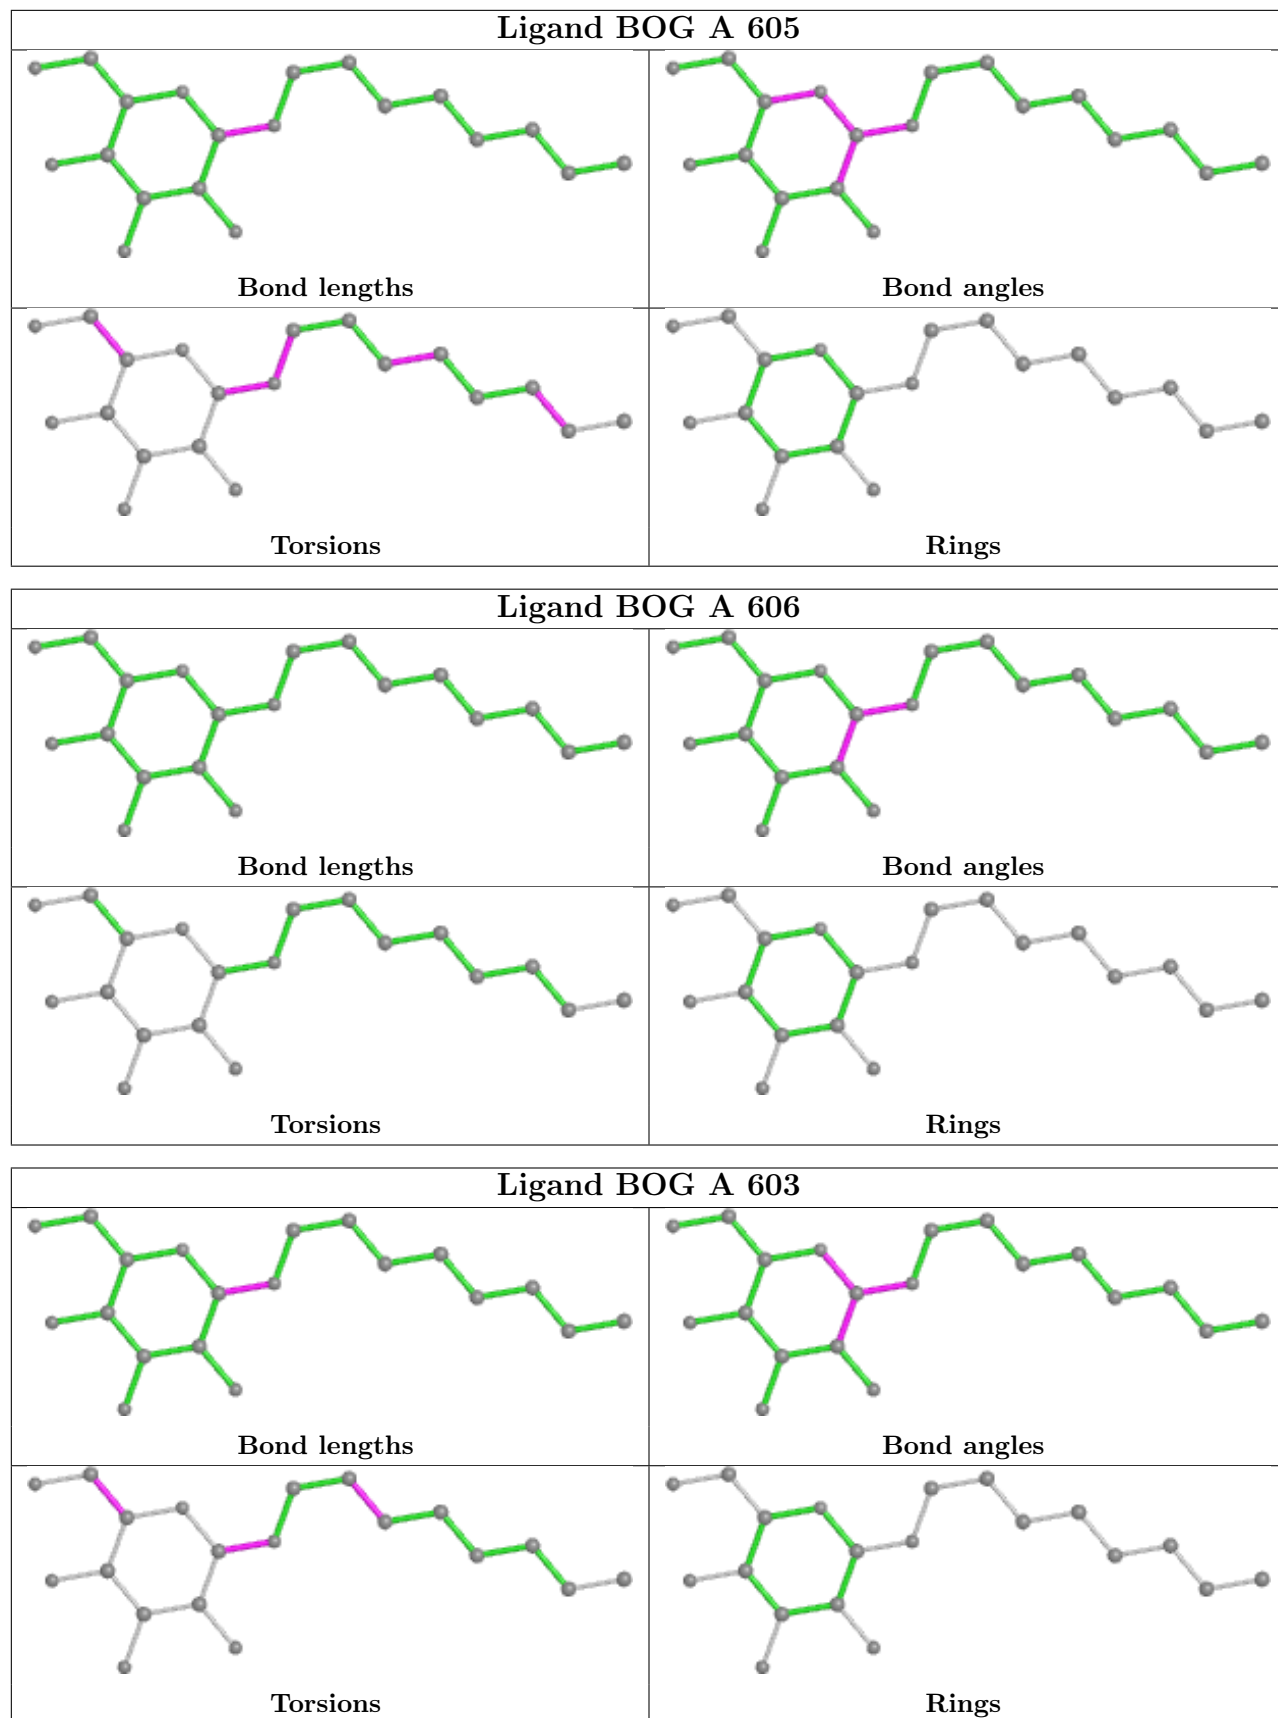 Ligand BOG A 605
Bond lengths
Bond angles
Torsions
Rings
Ligand BOG A 606
Bond lengths
Bond angles
Torsions
Rings
Ligand BOG A 603
Bond lengths
Bond angles
Torsions
Rings